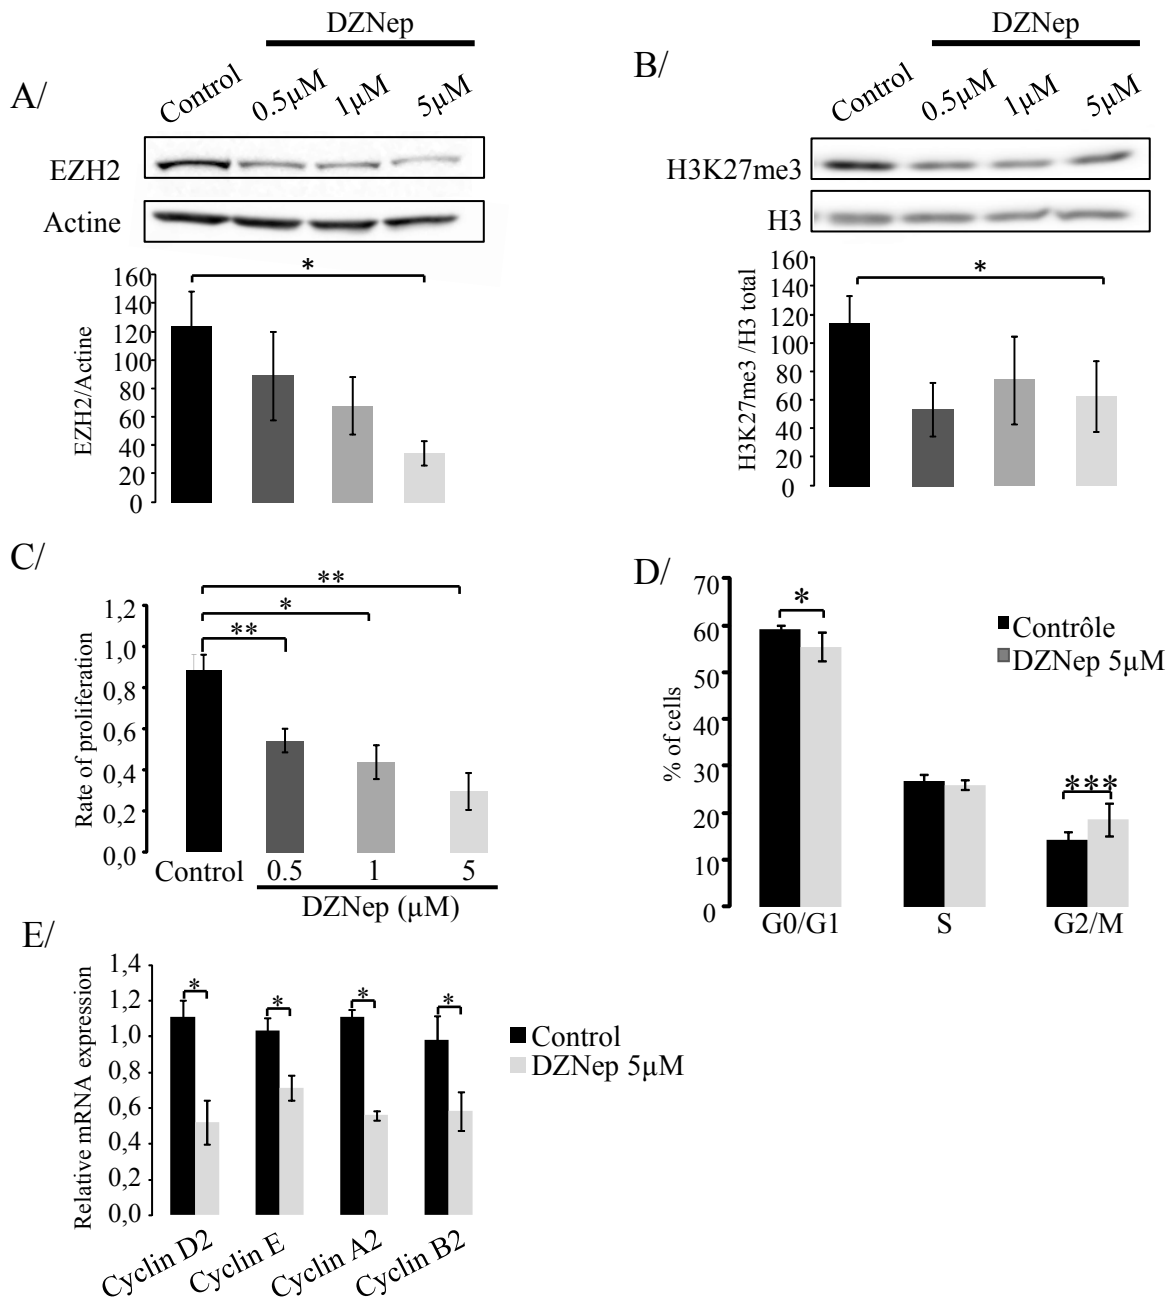 A/
DZNep
Control 0.5µM 1µM 5µM
EZH2
Actine
*
160
140
120
100
80
60
40
20
0
EZH2/Actine
B/
DZNep
Control 0.5µM 1µM 5µM
H3K27me3
H3
*
160
140
120
100
80
60
40
20
0
H3K27me3 /H3 total
C/
**
*
**
1,2
1,0
0,8
0,6
0,4
0,2
0,0
Rate of proliferation
Control 0.5 1 5
DZNep (µM)
D/
70
60
50
40
30
20
10
0
% of cells
*
***
Contrôle
DZNep 5µM
G0/G1 S G2/M
E/
1,4
1,2
1,0
0,8
0,6
0,4
0,2
0,0
Relative mRNA expression
* * * *
Control
DZNep 5µM
Cyclin D2 Cyclin E Cyclin A2 Cyclin B2